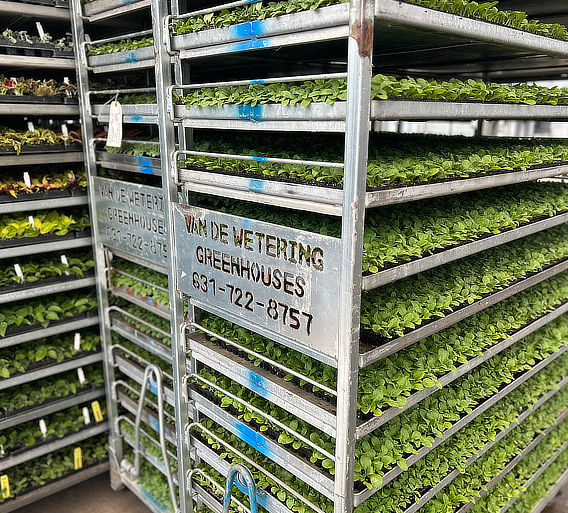 VAN DE WETERING
GREENHOUSES
631-722-8757
VAN DE WETERING
GREENHOUSES
631-722-8757